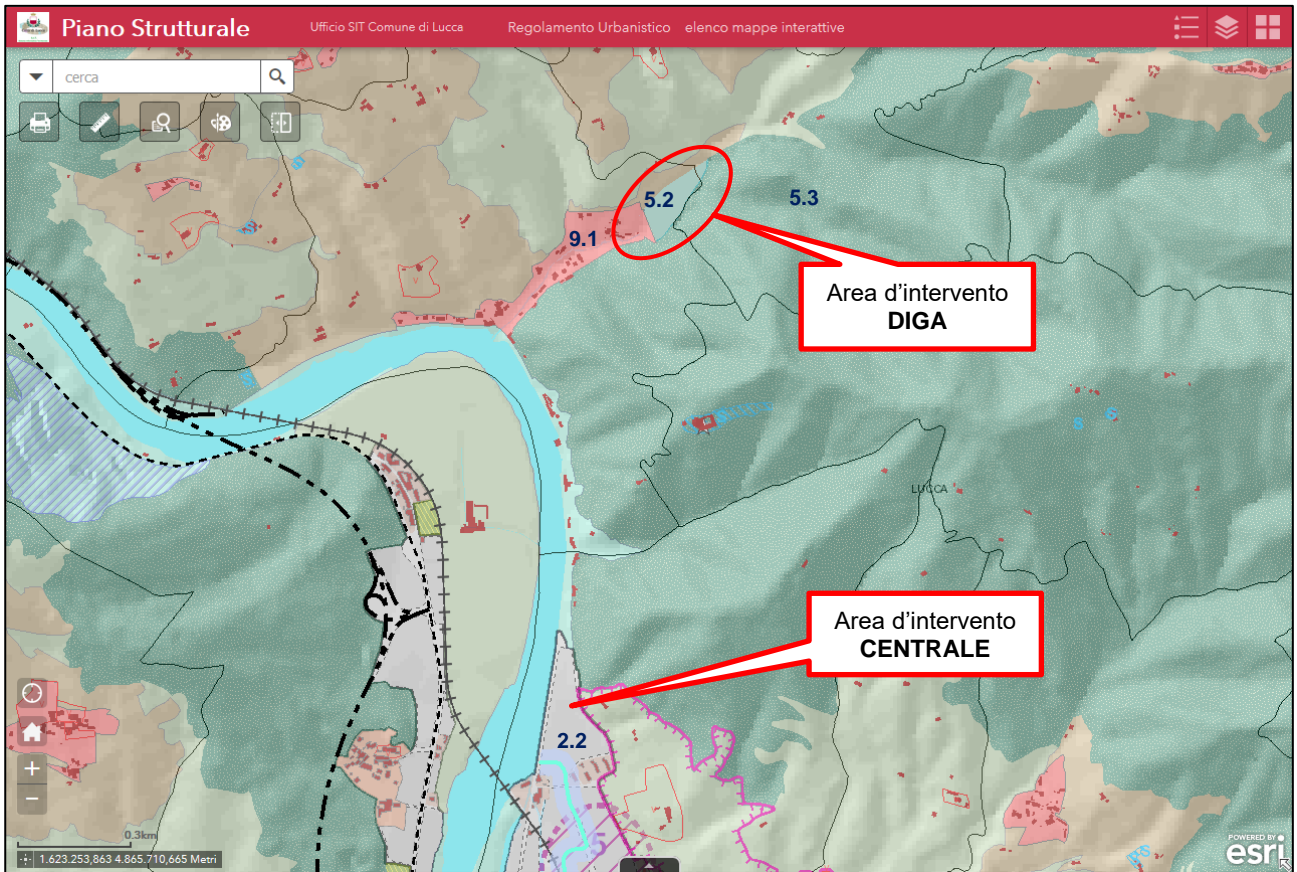 Piano Strutturale
Ufficio SIT Comune di Lucca
Regolamento Urbanistico
elenco mappe interattive
cerca
5.2
5.3
9.1
Area d'intervento
DIGA
LUCCA
Area d'intervento
CENTRALE
2.2
+
−
0.3km
1.623.253,863 4.865.710,665 Metri
POWERED BY
esri